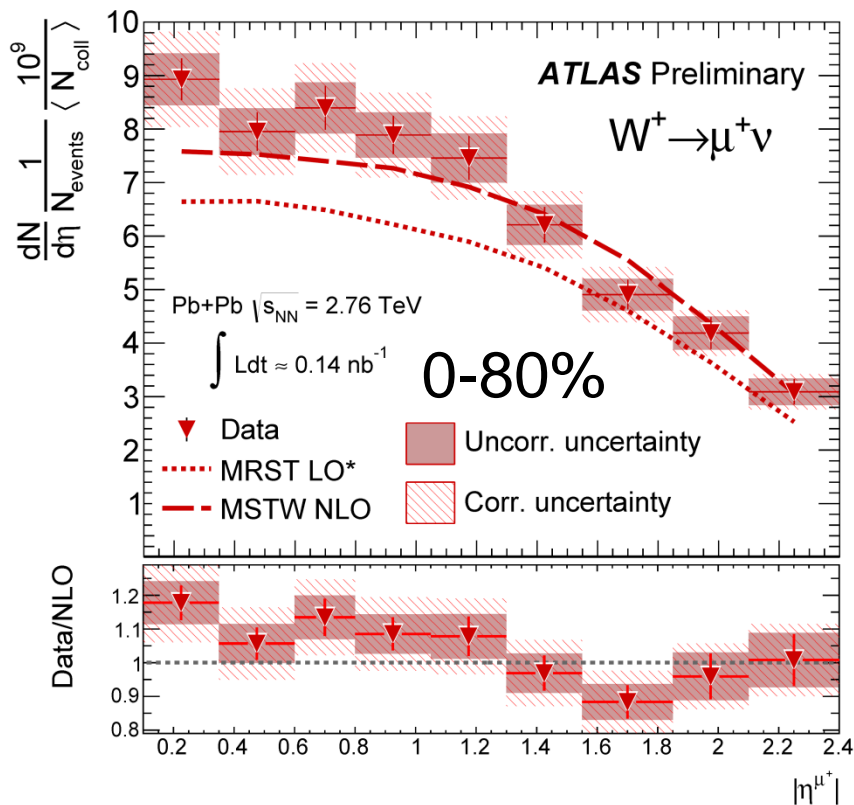 dN/dη 1/N_events 10^9/⟨N_coll⟩
10
9
8
7
6
5
4
3
2
1
ATLAS Preliminary
W⁺→μ⁺ν
Pb+Pb √s_NN = 2.76 TeV
∫ Ldt ≈ 0.14 nb⁻¹
0-80%
Data
MRST LO*
MSTW NLO
Uncorr. uncertainty
Corr. uncertainty
Data/NLO
1.2
1.1
1
0.9
0.8
0.2 0.4 0.6 0.8 1 1.2 1.4 1.6 1.8 2 2.2 2.4
|η^μ⁺|